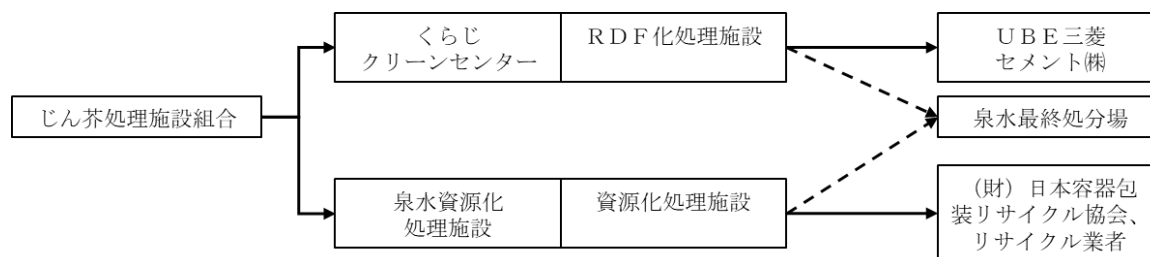 じん芥処理施設組合
くらじ
クリーンセンター
ＲＤＦ化処理施設
ＵＢＥ三菱
セメント㈱
泉水最終処分場
泉水資源化
処理施設
資源化処理施設
（財）日本容器包
装リサイクル協会、
リサイクル業者